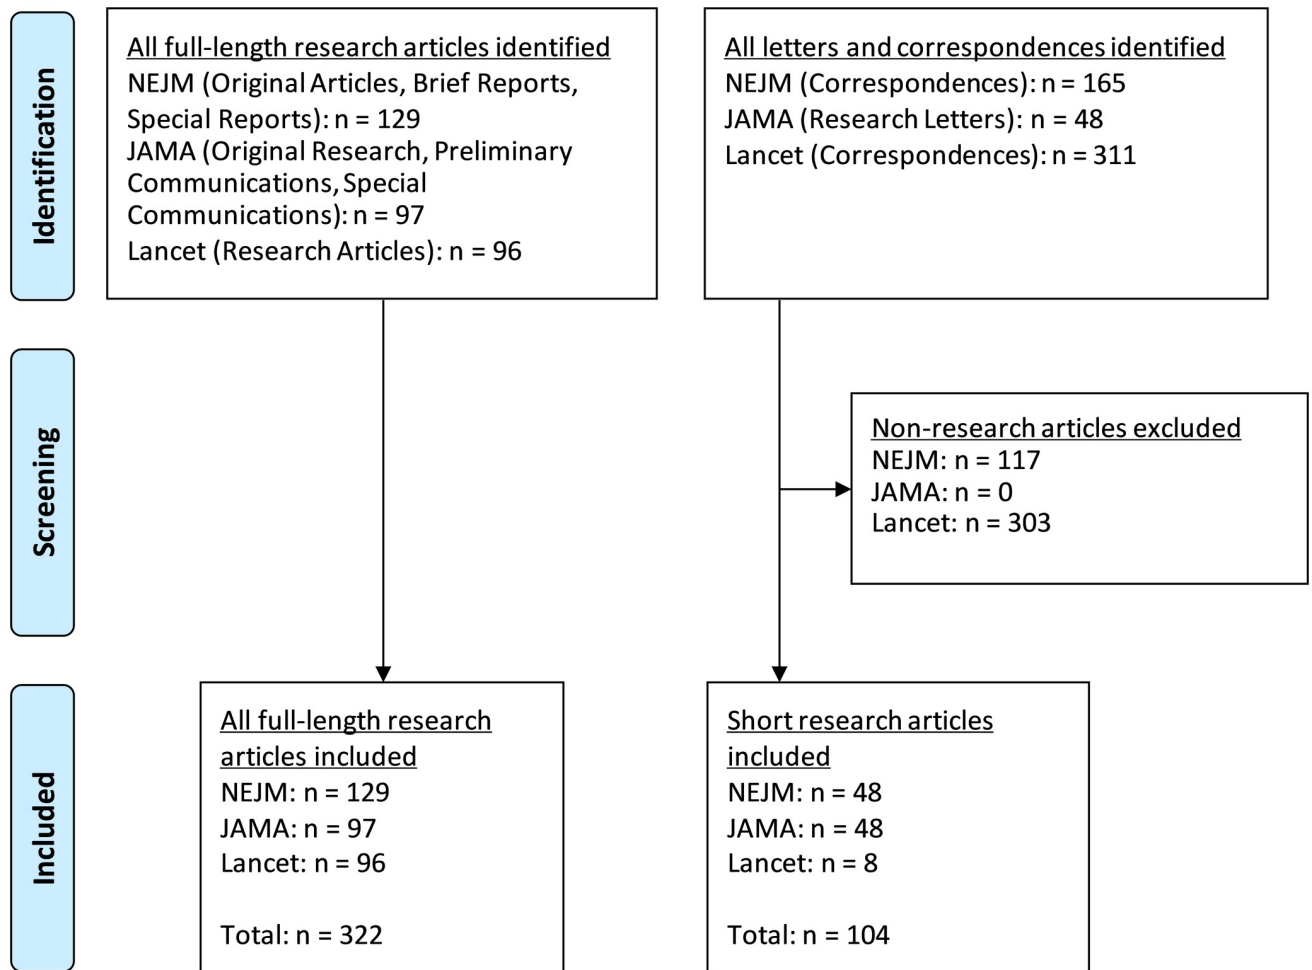 Identification
All full-length research articles identified
NEJM (Original Articles, Brief Reports,
Special Reports): n = 129
JAMA (Original Research, Preliminary
Communications, Special
Communications): n = 97
Lancet (Research Articles): n = 96
All letters and correspondences identified
NEJM (Correspondences): n = 165
JAMA (Research Letters): n = 48
Lancet (Correspondences): n = 311
Screening
Non-research articles excluded
NEJM: n = 117
JAMA: n = 0
Lancet: n = 303
Included
All full-length research
articles included
NEJM: n = 129
JAMA: n = 97
Lancet: n = 96
Total: n = 322
Short research articles
included
NEJM: n = 48
JAMA: n = 48
Lancet: n = 8
Total: n = 104